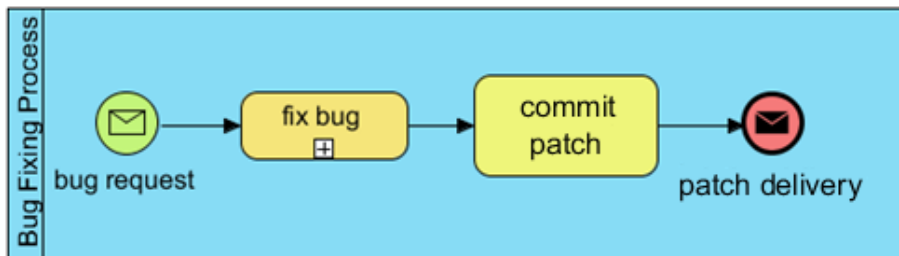 Bug Fixing Process
bug request
fix bug
commit
patch
patch delivery